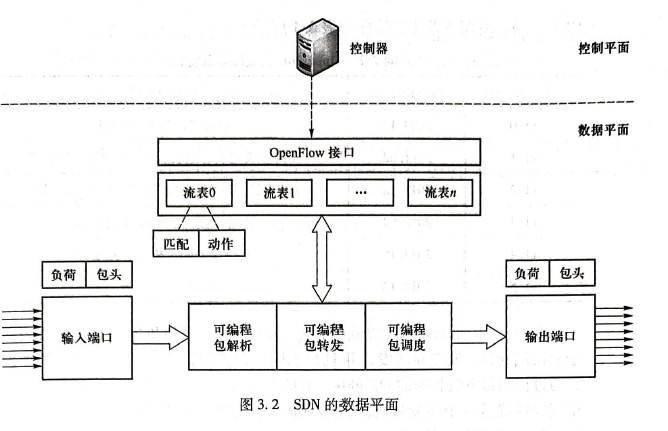 控制器
控制平面
数据平面
OpenFlow 接口
流表0 流表1 … 流表n
匹配 动作
负荷 包头
负荷 包头
输入端口
可编程
包解析
可编程
包转发
可编程
包调度
输出端口
图 3.2 SDN 的数据平面